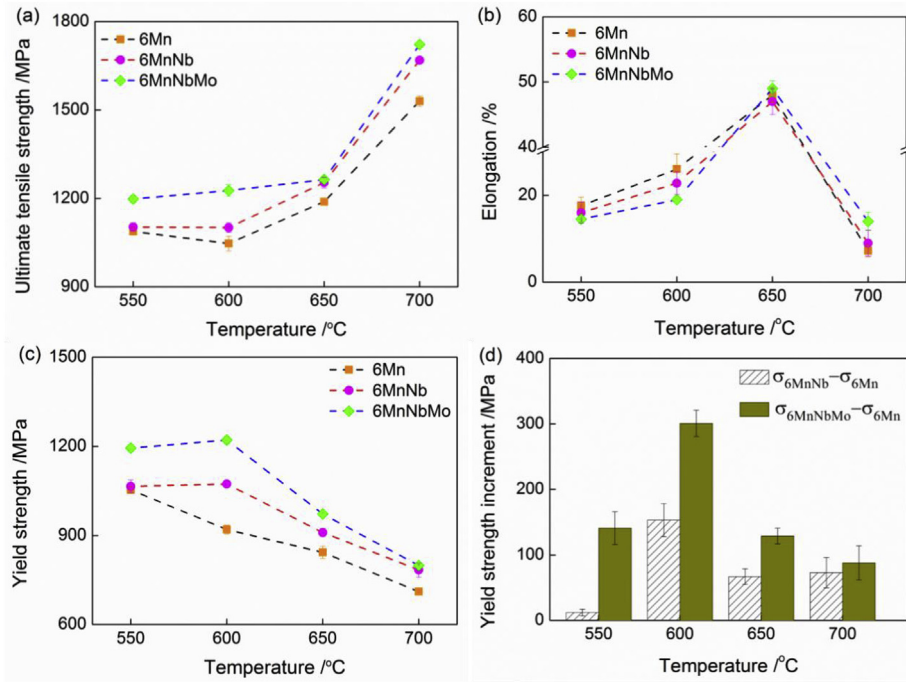 (a)
6Mn
6MnNb
6MnNbMo
Ultimate tensile strength /MPa
1800
1500
1200
900
550 600 650 700
Temperature /°C
(b)
6Mn
6MnNb
6MnNbMo
Elongation /%
60
50
40
20
0
550 600 650 700
Temperature /°C
(c)
6Mn
6MnNb
6MnNbMo
Yield strength /MPa
1500
1200
900
600
550 600 650 700
Temperature /°C
(d)
σ6MnNb−σ6Mn
σ6MnNbMo−σ6Mn
Yield strength increment /MPa
400
300
200
100
0
550 600 650 700
Temperature /°C